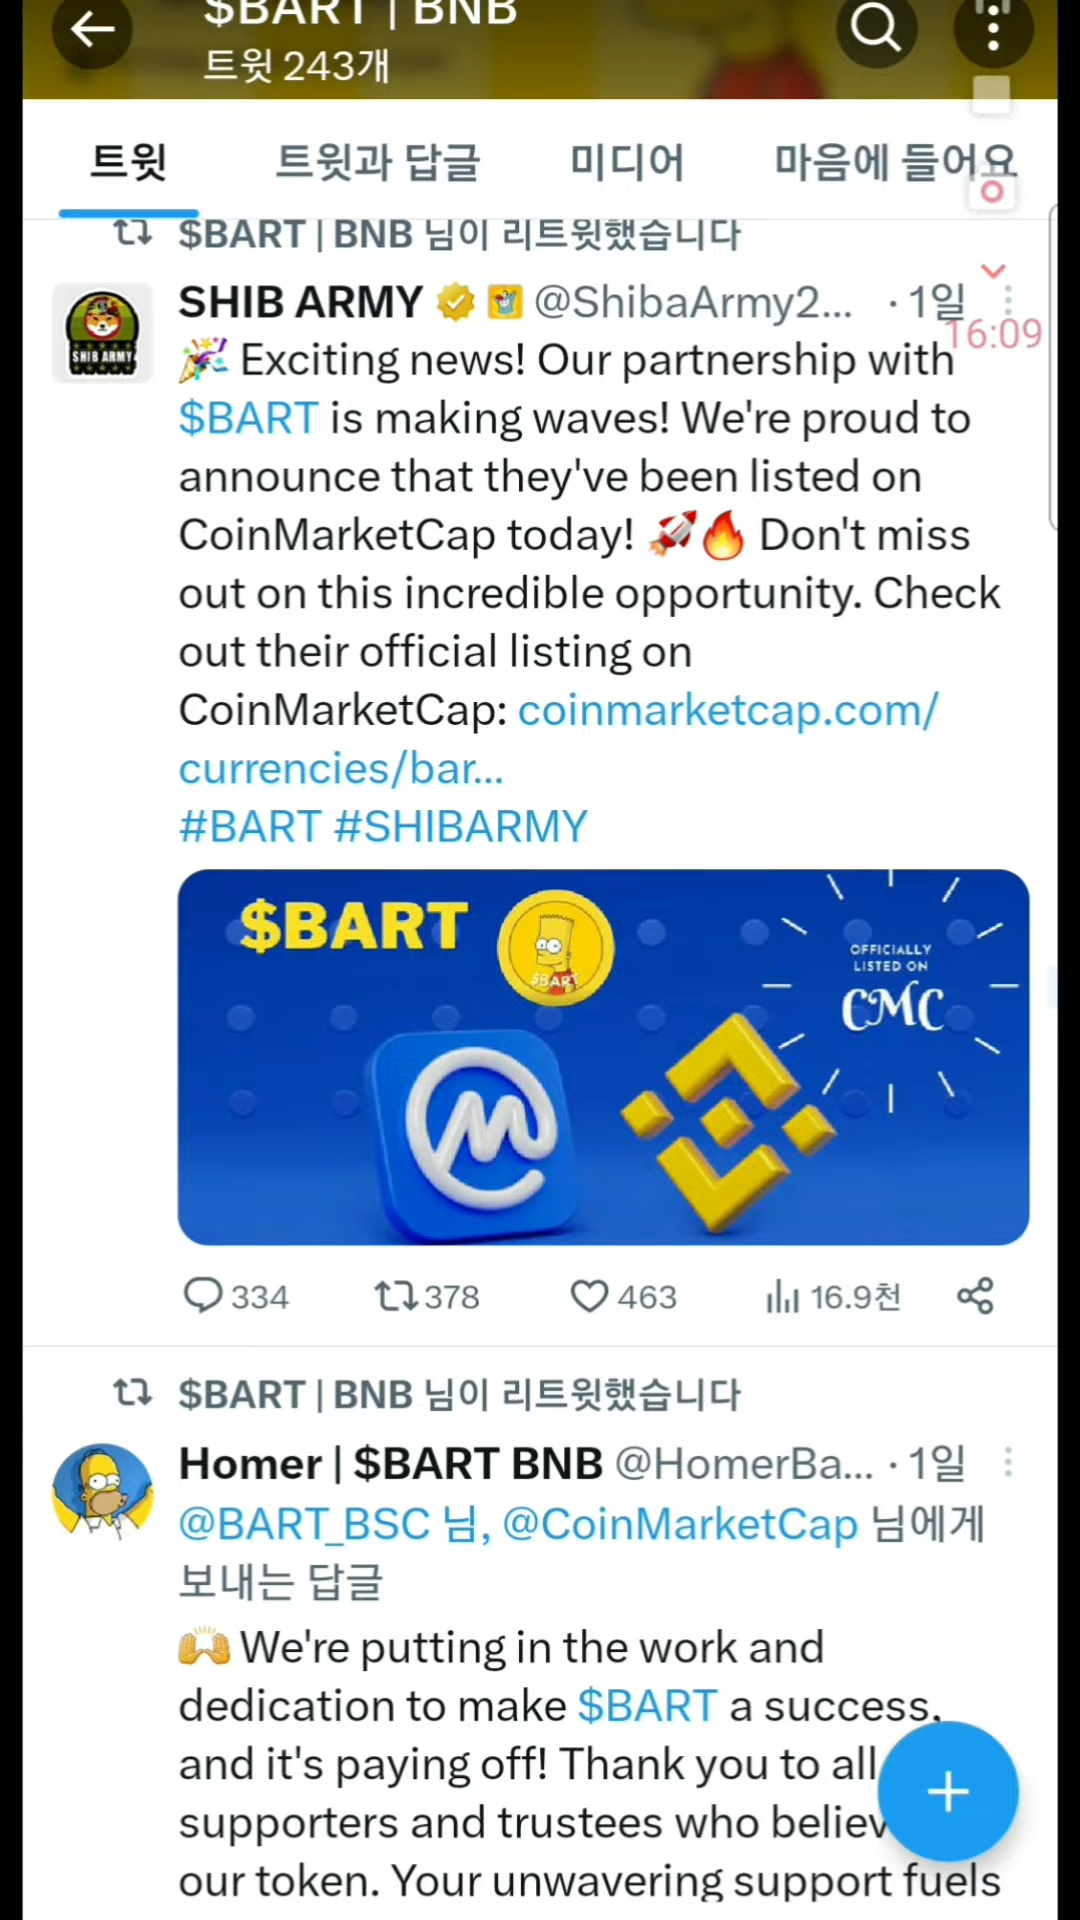 $BART | BNB
트윗 243개
트윗 트윗과 답글 미디어 마음에 들어요
$BART | BNB 님이 리트윗했습니다
SHIB ARMY @ShibaArmy2... · 1일
16:09
🎉 Exciting news! Our partnership with
$BART is making waves! We're proud to
announce that they've been listed on
CoinMarketCap today! 🚀🔥 Don't miss
out on this incredible opportunity. Check
out their official listing on
CoinMarketCap: coinmarketcap.com/
currencies/bar...
#BART #SHIBARMY
SHIB ARMY
$BART
$BART
OFFICIALLY
LISTED ON
CMC
334 378 463 16.9천
$BART | BNB 님이 리트윗했습니다
Homer | $BART BNB @HomerBa... · 1일
@BART_BSC 님, @CoinMarketCap 님에게
보내는 답글
🙌 We're putting in the work and
dedication to make $BART a success,
and it's paying off! Thank you to all
supporters and trustees who believ
our token. Your unwavering support fuels